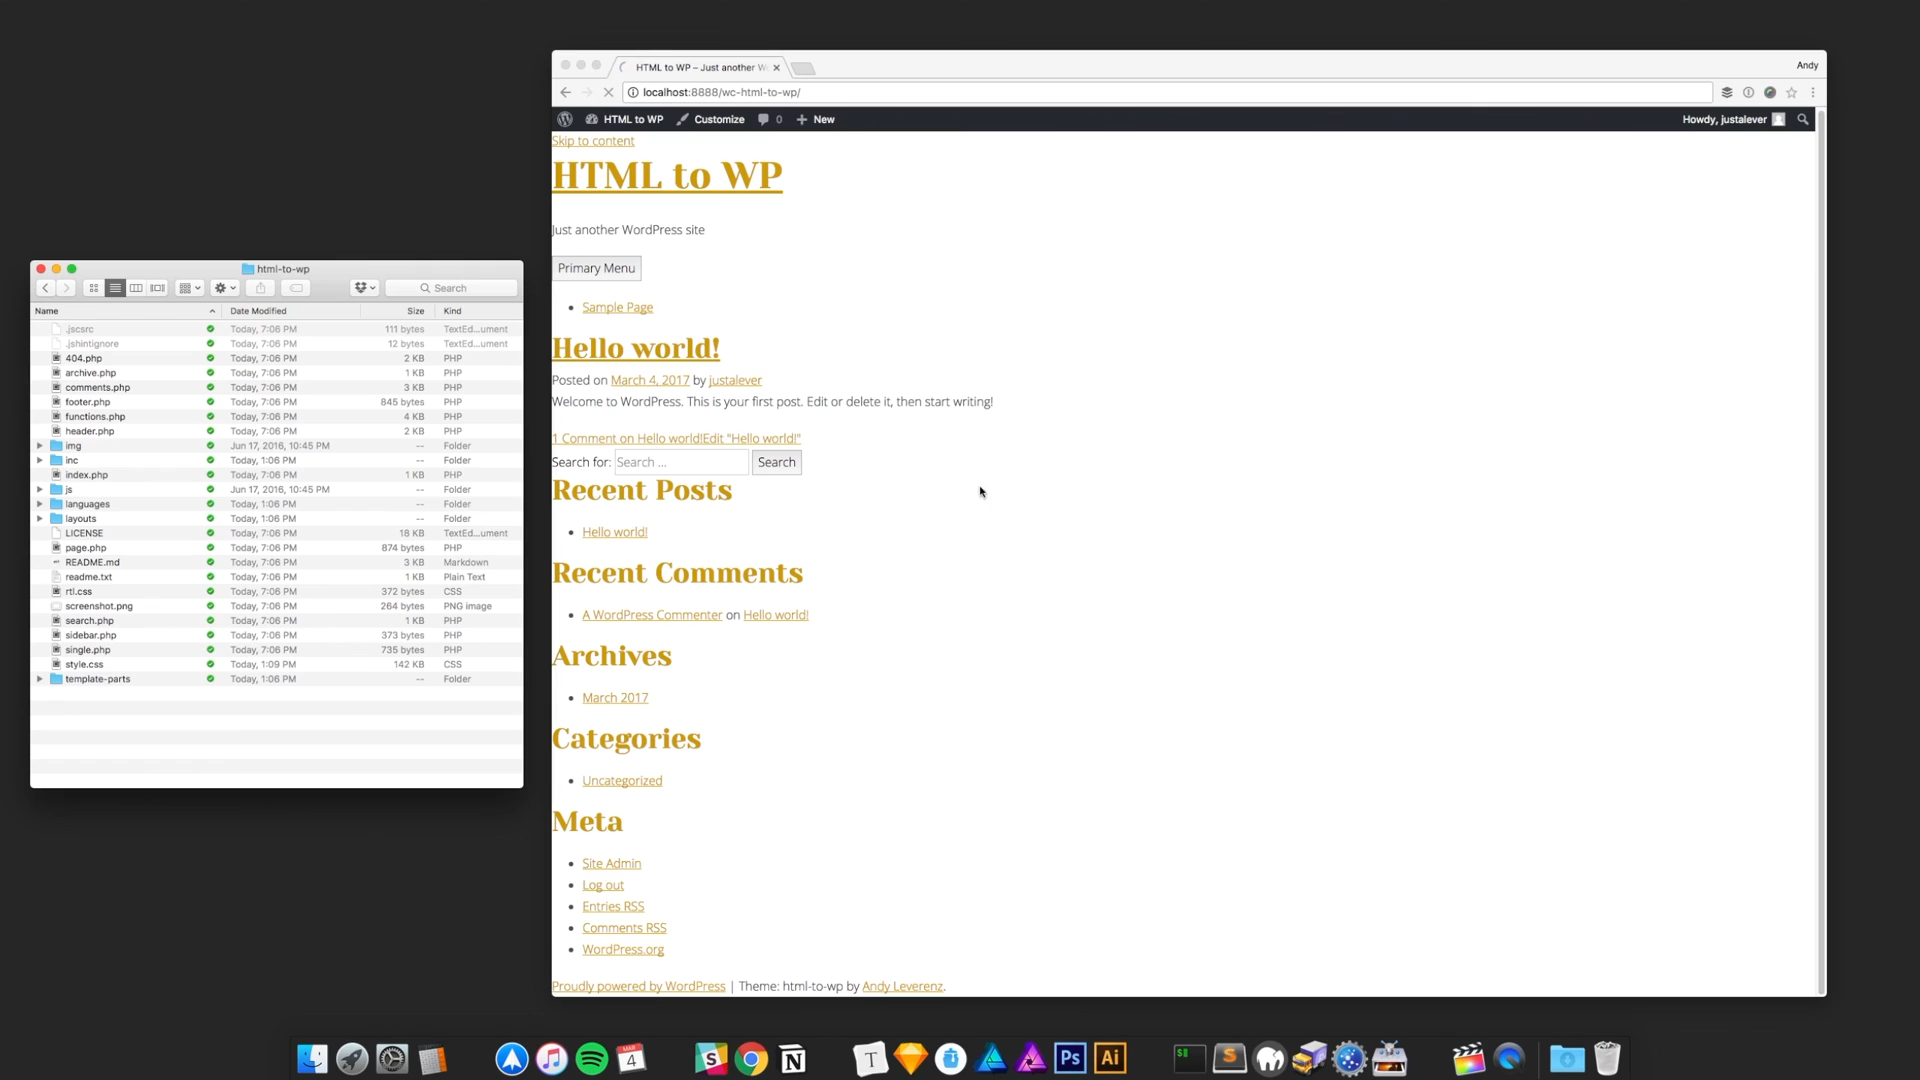 HTML to WP – Just another W
Andy
localhost:8888/wc-html-to-wp/
HTML to WP Customize 0 New Howdy, justalever
Skip to content
HTML to WP
Just another WordPress site
Primary Menu
Sample Page
Hello world!
Posted on March 4, 2017 by justalever
Welcome to WordPress. This is your first post. Edit or delete it, then start writing!
1 Comment on Hello world!Edit "Hello world!"
Search for: Search ... Search
Recent Posts
Hello world!
Recent Comments
A WordPress Commenter on Hello world!
Archives
March 2017
Categories
Uncategorized
Meta
Site Admin
Log out
Entries RSS
Comments RSS
WordPress.org
Proudly powered by WordPress | Theme: html-to-wp by Andy Leverenz.
html-to-wp
Search
Name Date Modified Size Kind
.jscsrc Today, 7:06 PM 111 bytes TextEd...ument
.jshintignore Today, 7:06 PM 12 bytes TextEd...ument
404.php Today, 7:06 PM 2 KB PHP
archive.php Today, 7:06 PM 1 KB PHP
comments.php Today, 7:06 PM 3 KB PHP
footer.php Today, 7:06 PM 845 bytes PHP
functions.php Today, 7:06 PM 4 KB PHP
header.php Today, 7:06 PM 2 KB PHP
img Jun 17, 2016, 10:45 PM -- Folder
inc Today, 1:06 PM -- Folder
index.php Today, 7:06 PM 1 KB PHP
js Jun 17, 2016, 10:45 PM -- Folder
languages Today, 1:06 PM -- Folder
layouts Today, 1:06 PM -- Folder
LICENSE Today, 7:06 PM 18 KB TextEd...ument
page.php Today, 7:06 PM 874 bytes PHP
README.md Today, 7:06 PM 3 KB Markdown
readme.txt Today, 7:06 PM 1 KB Plain Text
rtl.css Today, 7:06 PM 372 bytes CSS
screenshot.png Today, 7:06 PM 264 bytes PNG image
search.php Today, 7:06 PM 1 KB PHP
sidebar.php Today, 7:06 PM 373 bytes PHP
single.php Today, 7:06 PM 735 bytes PHP
style.css Today, 1:09 PM 142 KB CSS
template-parts Today, 1:06 PM -- Folder
MAR
4
S
N
T
Ps
Ai
$
S